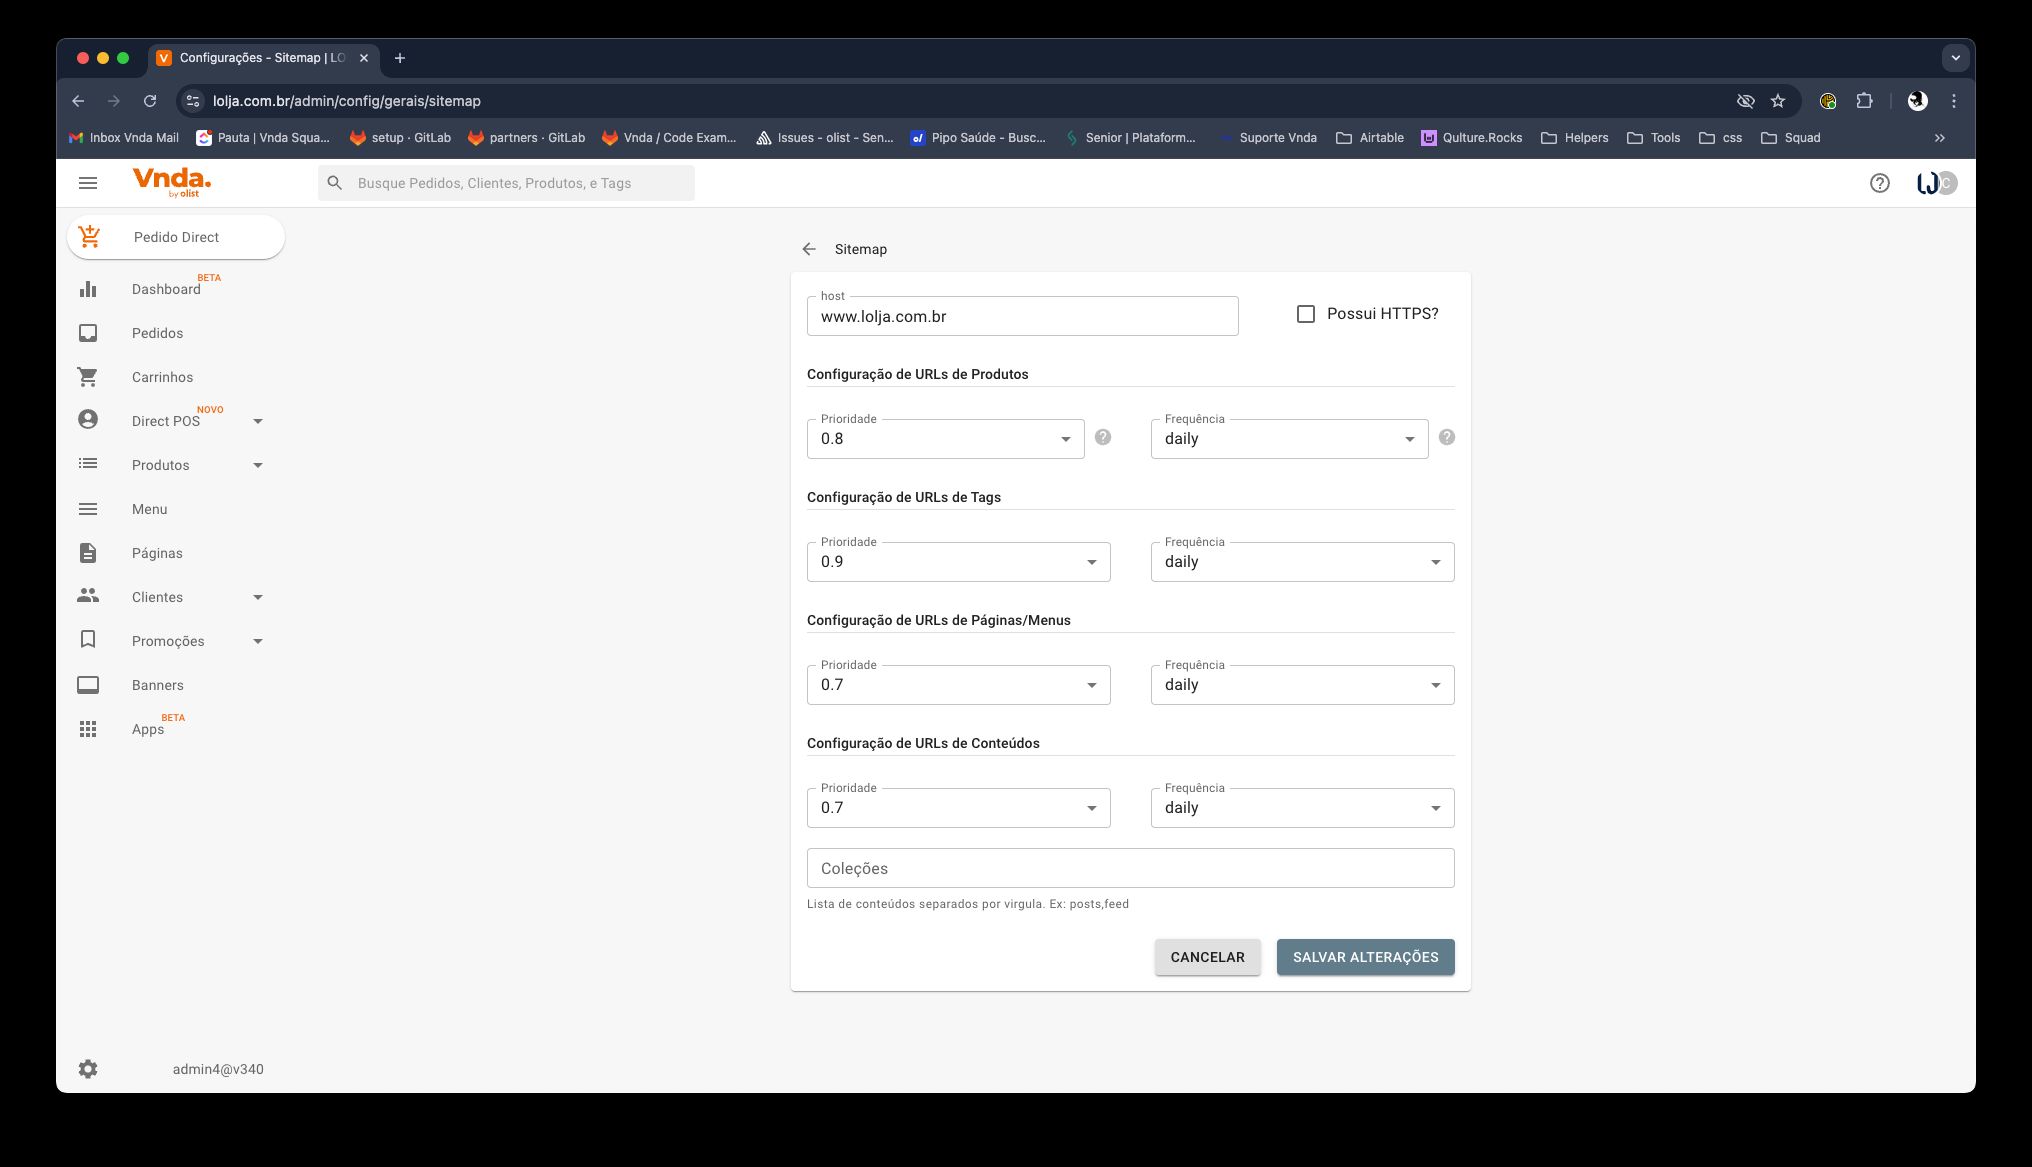 Configurações - Sitemap | LO
lolja.com.br/admin/config/gerais/sitemap
Inbox Vnda Mail
Pauta | Vnda Squa...
setup · GitLab
partners · GitLab
Vnda / Code Exam...
Issues - olist - Sen...
Pipo Saúde - Busc...
Senior | Plataform...
Suporte Vnda
Airtable
Qulture.Rocks
Helpers
Tools
css
Squad
Vnda.
by olist
Busque Pedidos, Clientes, Produtos, e Tags
C
Pedido Direct
Dashboard BETA
Pedidos
Carrinhos
Direct POS NOVO
Produtos
Menu
Páginas
Clientes
Promoções
Banners
Apps BETA
admin4@v340
Sitemap
host
www.lolja.com.br
Possui HTTPS?
Configuração de URLs de Produtos
Prioridade
0.8
Frequência
daily
Configuração de URLs de Tags
Prioridade
0.9
Frequência
daily
Configuração de URLs de Páginas/Menus
Prioridade
0.7
Frequência
daily
Configuração de URLs de Conteúdos
Prioridade
0.7
Frequência
daily
Coleções
Lista de conteúdos separados por virgula. Ex: posts,feed
CANCELAR
SALVAR ALTERAÇÕES